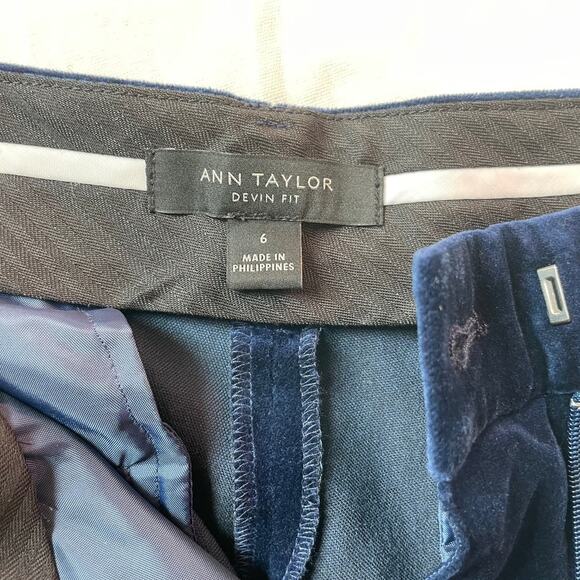 ANN TAYLOR
DEVIN FIT
6
MADE IN
PHILIPPINES